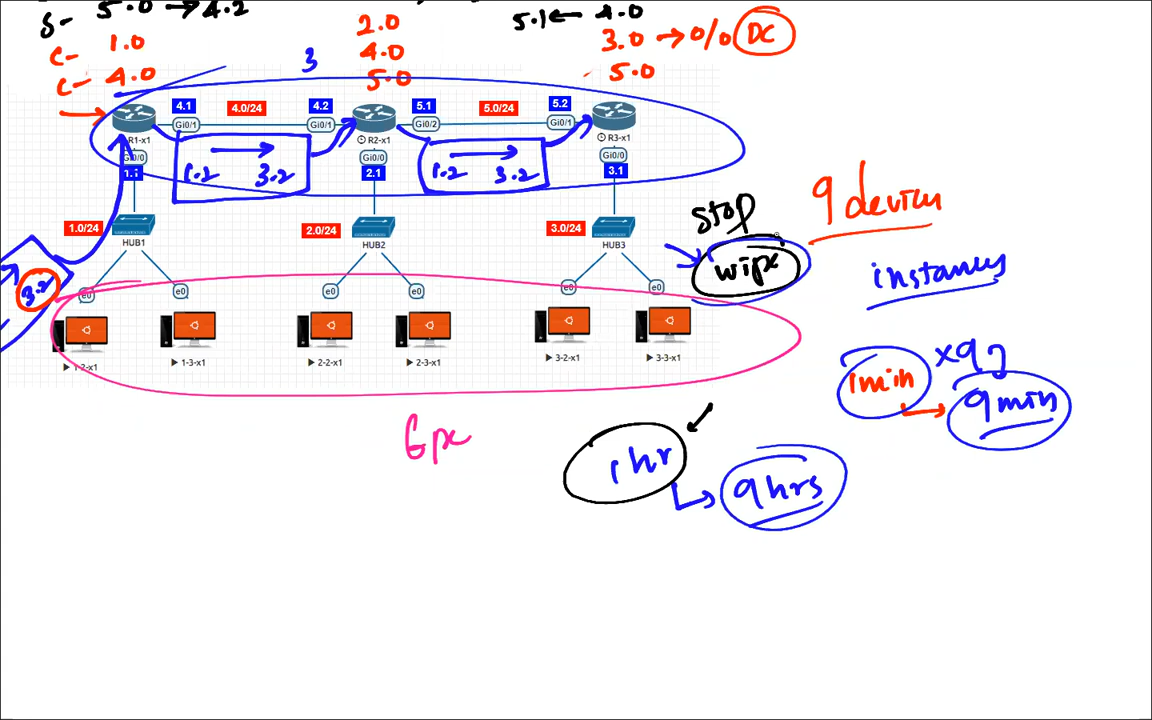 S- 5.0 → 4.2
5.1 ← 4.0
C- 1.0
C- 4.0
2.0
4.0
5.0
3.0 → 0/0 DC
5.0
3
4.1 4.0/24 4.2 5.1 5.0/24 5.2
Gi0/1 Gi0/1 Gi0/2 Gi0/1
R1-x1 R2-x1 R3-x1
Gi0/0 Gi0/0 Gi0/0
1.1 2.1 3.1
1.2 → 3.2
1.2 → 3.2
1.0/24 2.0/24 3.0/24
HUB1 HUB2 HUB3
3.2
e0 e0 e0 e0 e0 e0
1-2-x1 1-3-x1 2-2-x1 2-3-x1 3-2-x1 3-3-x1
stop
wipe
9 devices
instances
1min x9
9min
6pc
1hr
9hrs